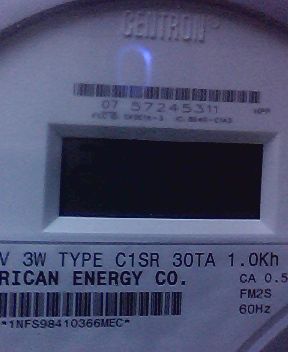 CENTRON®
07 57245311
V 3W TYPE C1SR 30TA 1.0Kh
RICAN ENERGY CO.
CA 0.5
FM2S
60Hz
*1NFS98410366MEC*